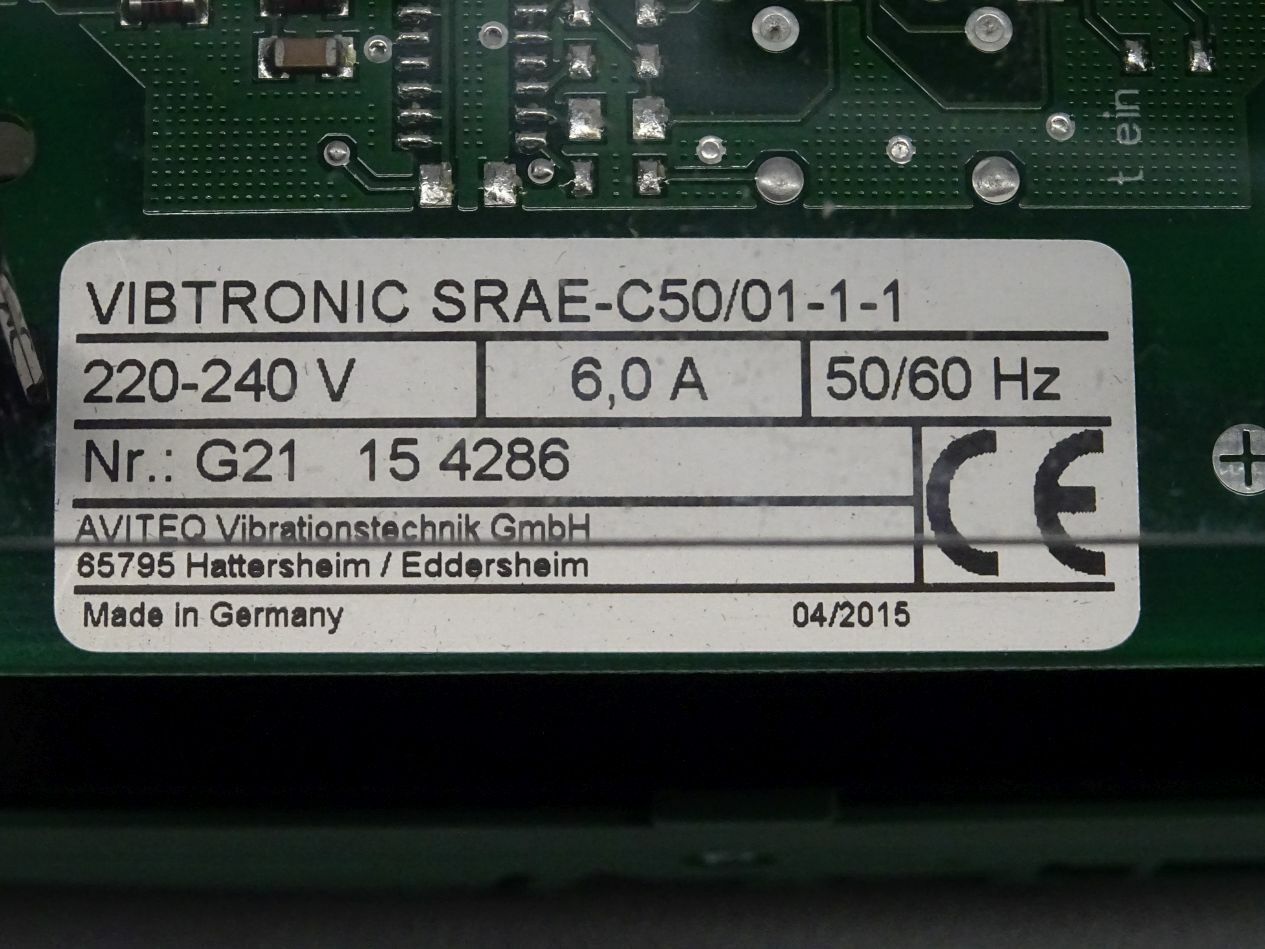 t ein
VIBTRONIC SRAE-C50/01-1-1
220-240 V 6,0 A 50/60 Hz
Nr.: G21 15 4286
CE
AVITEQ Vibrationstechnik GmbH
65795 Hattersheim / Eddersheim
Made in Germany 04/2015